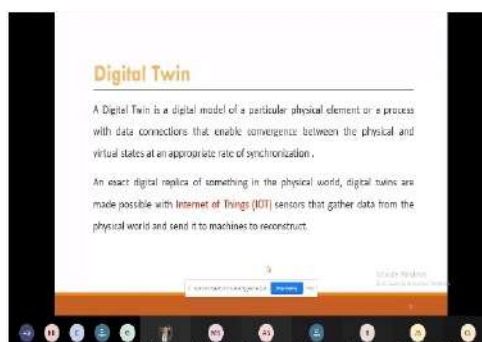 Digital Twin
A Digital Twin is a digital model of a particular physical element or a process
with data connections that enable convergence between the physical and
virtual states at an appropriate rate of synchronization .
An exact digital replica of something in the physical world, digital twins are
made possible with Internet of Things (IOT) sensors that gather data from the
physical world and send it to machines to reconstruct.